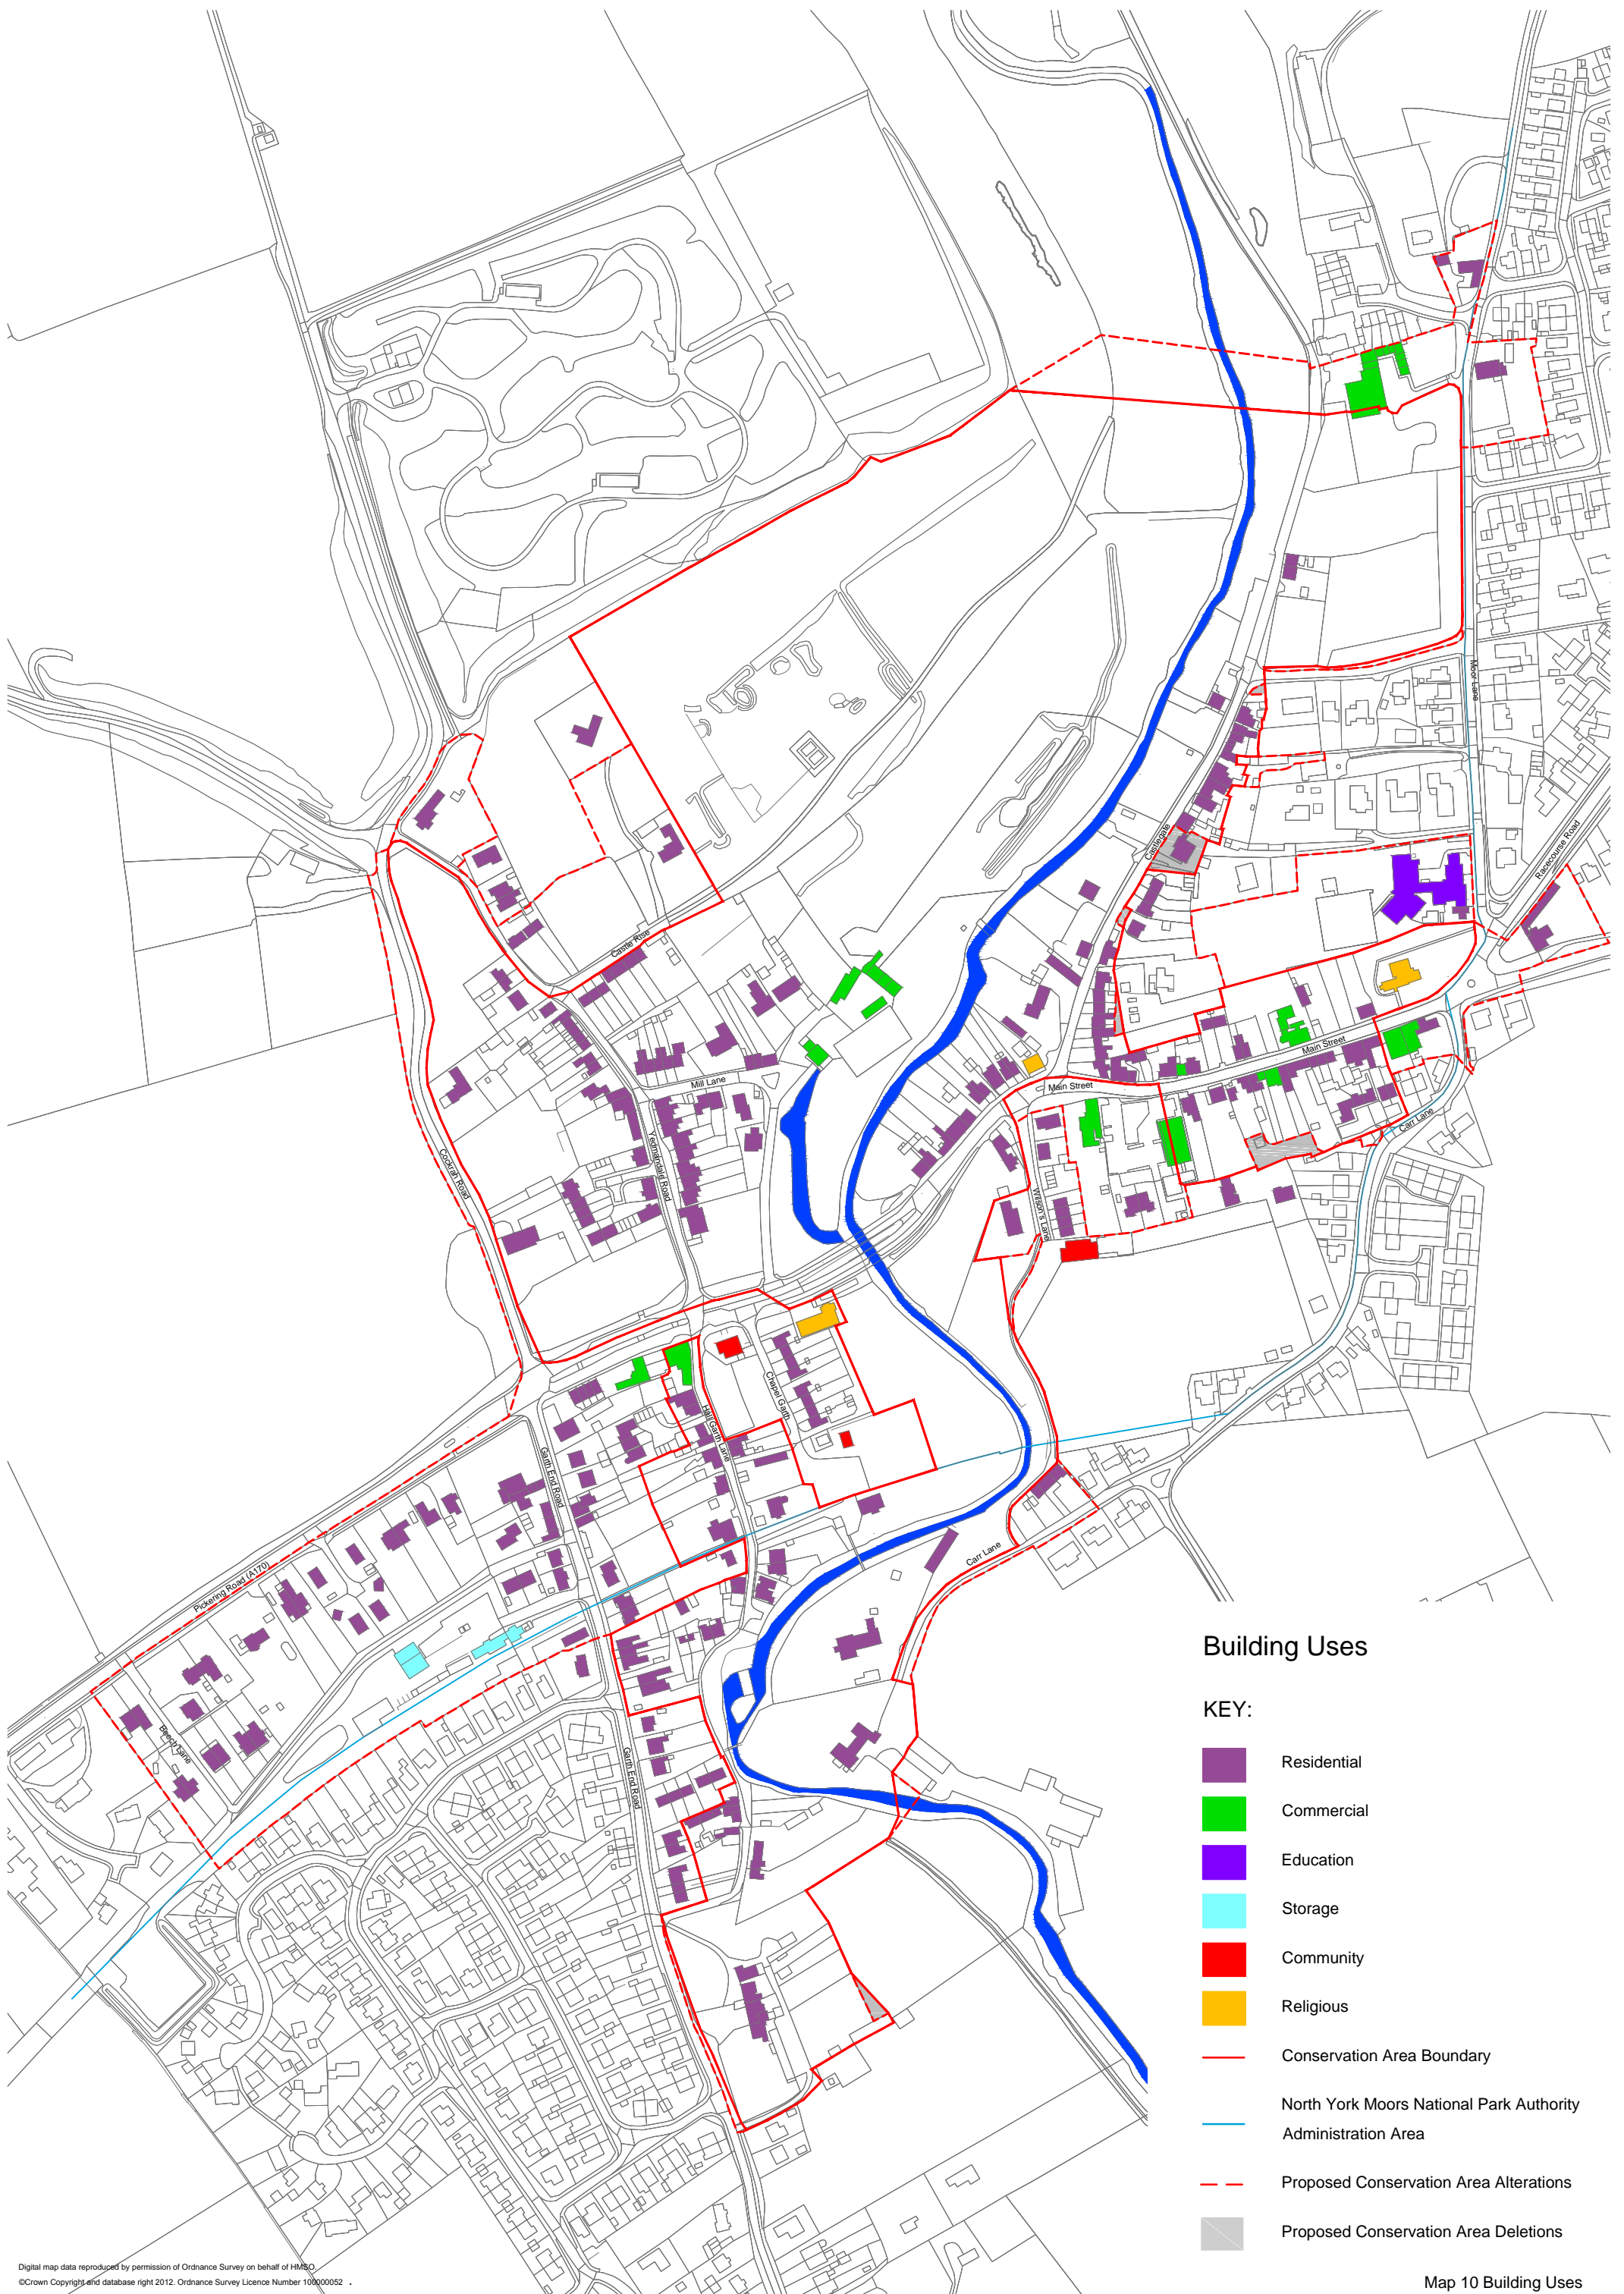 Moor Lane
Racecourse Road
Castlegate
Castle Rise
Main Street
Mill Lane
Main Street
Carr Lane
Yedmandale Road
Cockrah Road
Wilson's Lane
Chapel Garth
Hall Garth Lane
Garth End Road
Carr Lane
Pickering Road (A170)
Beech Lane
Garth End Road
Building Uses
KEY:
Residential
Commercial
Education
Storage
Community
Religious
Conservation Area Boundary
North York Moors National Park Authority
Administration Area
Proposed Conservation Area Alterations
Proposed Conservation Area Deletions
Digital map data reproduced by permission of Ordnance Survey on behalf of HMSO.
©Crown Copyright and database right 2012. Ordnance Survey Licence Number 100000052 .
Map 10 Building Uses